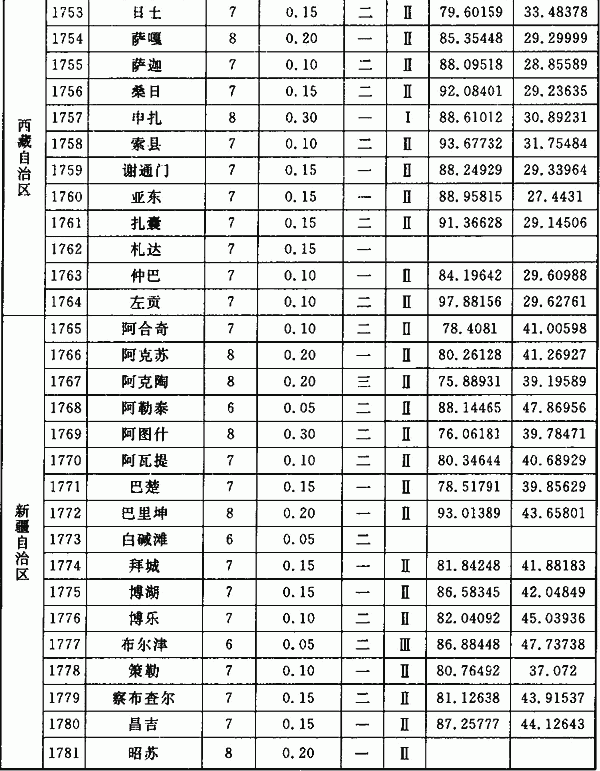 西藏自治区
1753 日土 7 0.15 二 Ⅱ 79.60159 33.48378
1754 萨嘎 8 0.20 一 Ⅱ 85.35448 29.29999
1755 萨迦 7 0.10 二 Ⅱ 88.09518 28.85589
1756 桑日 7 0.15 二 Ⅱ 92.08401 29.23635
1757 申扎 8 0.30 一 Ⅰ 88.61012 30.89231
1758 索县 7 0.10 二 Ⅱ 93.67732 31.75484
1759 谢通门 7 0.15 一 Ⅱ 88.24929 29.33964
1760 亚东 7 0.15 一 Ⅱ 88.95815 27.4431
1761 扎囊 7 0.15 二 Ⅱ 91.36628 29.14506
1762 札达 7 0.15 一
1763 仲巴 7 0.10 一 Ⅱ 84.19642 29.60988
1764 左贡 7 0.10 二 Ⅱ 97.88156 29.62761
新疆自治区
1765 阿合奇 7 0.10 二 Ⅱ 78.4081 41.00598
1766 阿克苏 8 0.20 一 Ⅱ 80.26128 41.26927
1767 阿克陶 8 0.20 三 Ⅱ 75.88931 39.19589
1768 阿勒泰 6 0.05 二 Ⅱ 88.14465 47.86956
1769 阿图什 8 0.30 二 Ⅱ 76.06181 39.78471
1770 阿瓦提 7 0.10 二 Ⅱ 80.34644 40.68929
1771 巴楚 7 0.15 一 Ⅱ 78.51791 39.85629
1772 巴里坤 8 0.20 一 Ⅱ 93.01389 43.65801
1773 白碱滩 6 0.05 二
1774 拜城 7 0.15 一 Ⅱ 81.84248 41.88183
1775 博湖 7 0.15 一 Ⅱ 86.58345 42.04849
1776 博乐 7 0.10 二 Ⅱ 82.04092 45.03936
1777 布尔津 6 0.05 二 Ⅲ 86.88448 47.73738
1778 策勒 7 0.10 一 Ⅱ 80.76492 37.072
1779 察布查尔 7 0.15 二 Ⅱ 81.12638 43.91537
1780 昌吉 7 0.15 一 Ⅱ 87.25777 44.12643
1781 昭苏 8 0.20 一 Ⅱ